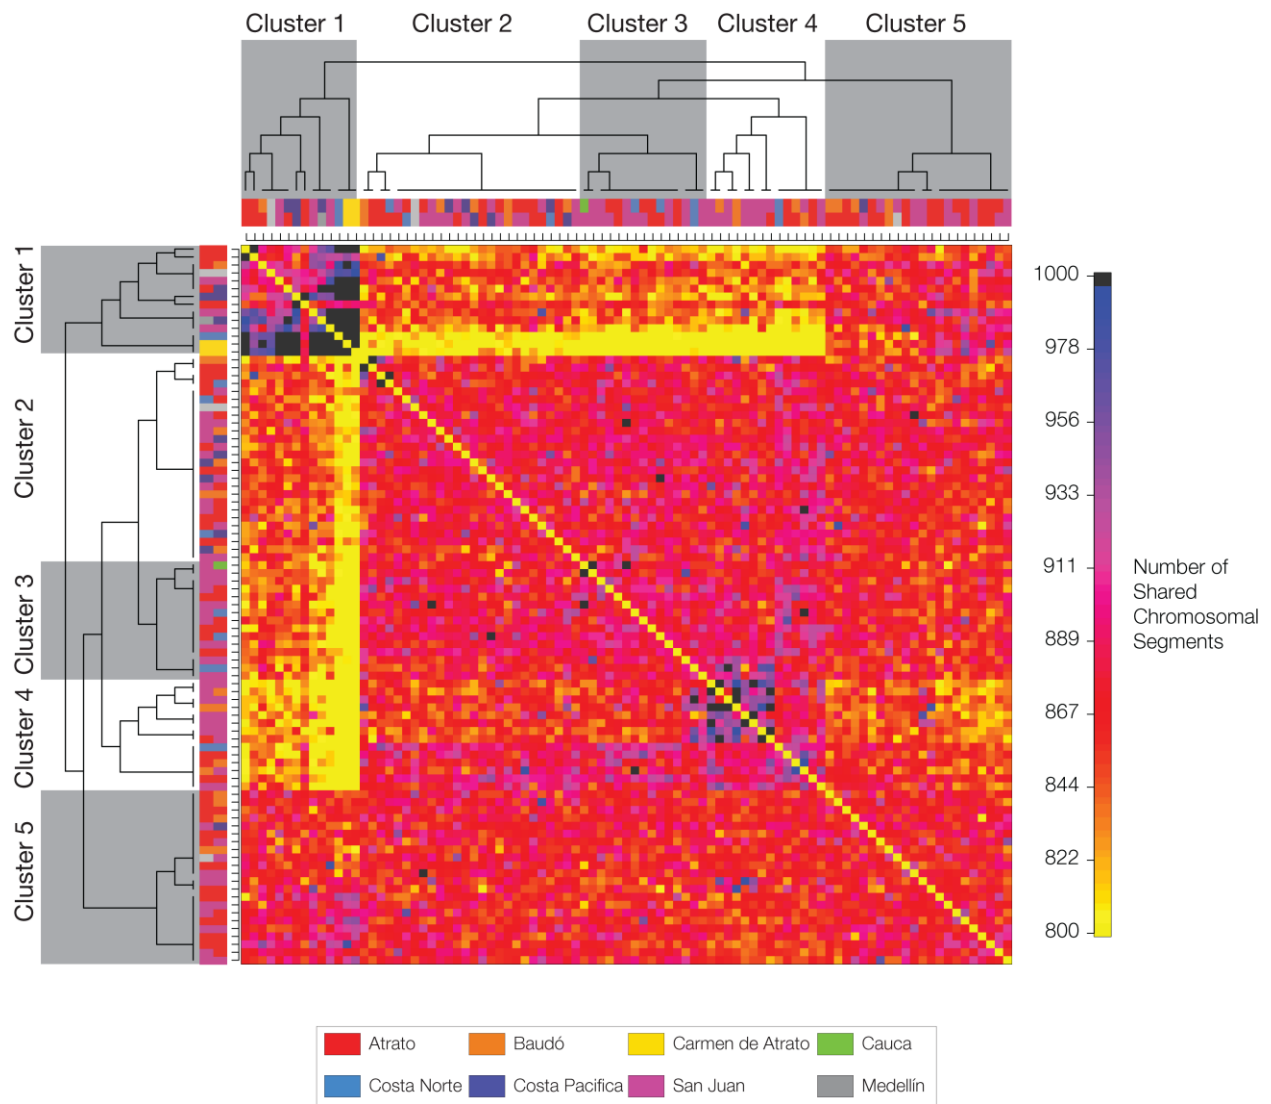 Cluster 1
Cluster 2
Cluster 3
Cluster 4
Cluster 5
Cluster 1
Cluster 2
Cluster 3
Cluster 4
Cluster 5
1000
978
956
933
911
889
867
844
822
800
Number of
Shared
Chromosomal
Segments
Atrato
Baudó
Carmen de Atrato
Cauca
Costa Norte
Costa Pacifica
San Juan
Medellín